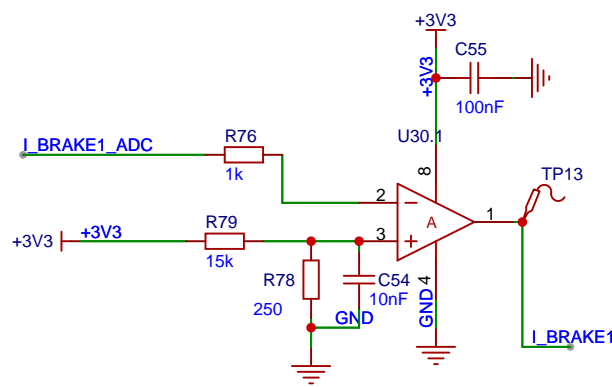 +3V3
C55
+3V3
100nF
I_BRAKE1_ADC
R76
1k
U30.1
8
TP13
2
A
1
+3V3
+3V3
R79
15k
3
R78
250
C54
10nF
GND
4
GND
I_BRAKE1